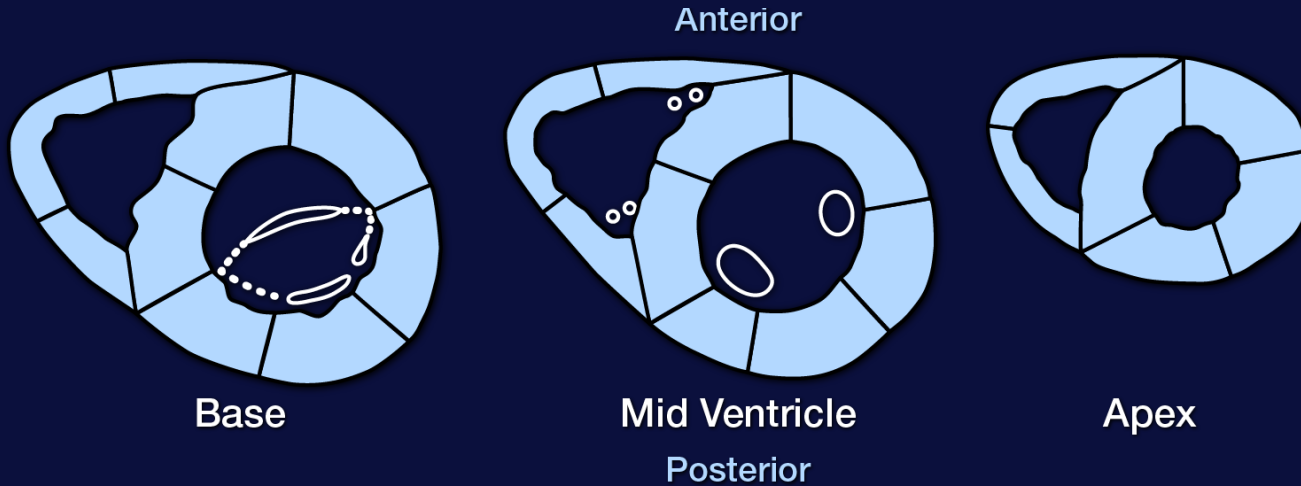 Anterior
Base
Mid Ventricle
Apex
Posterior